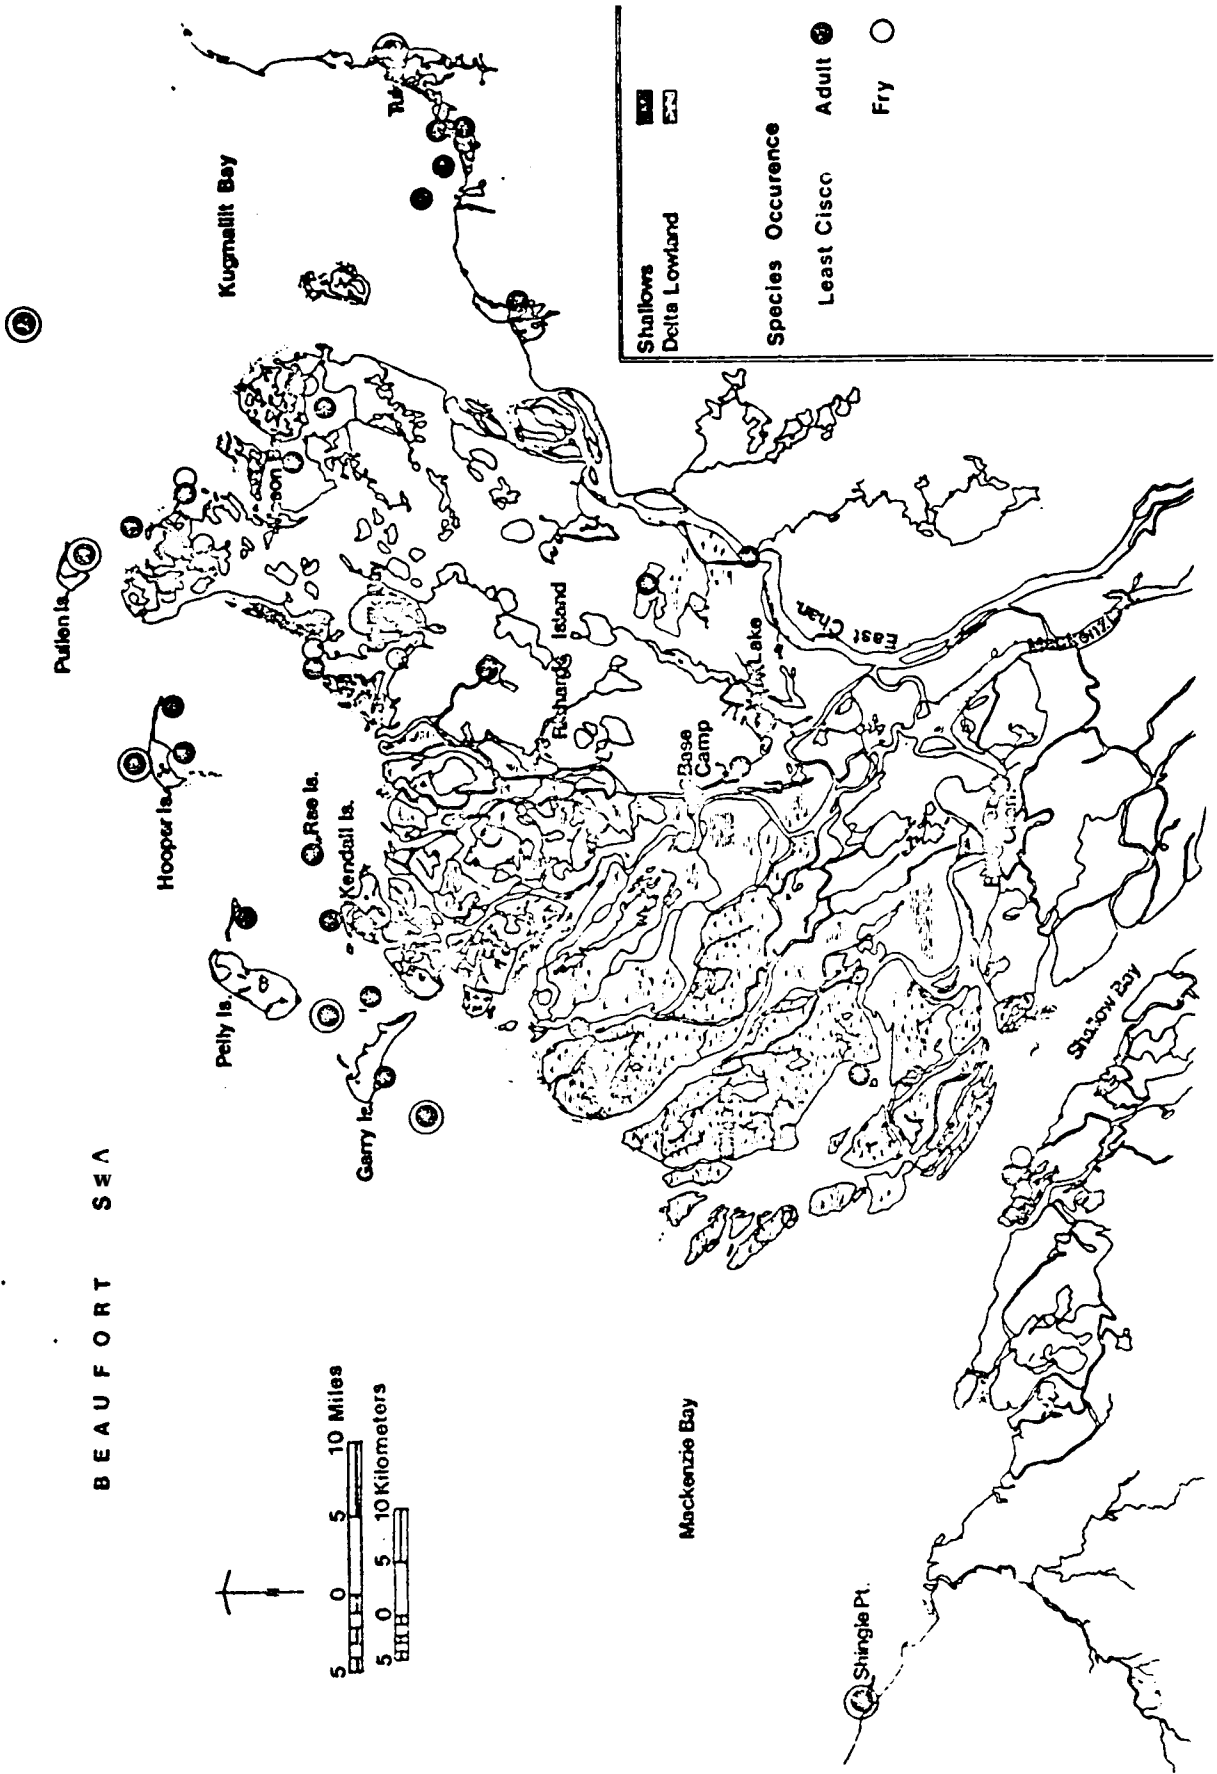 BEAUFORT SEA
5 0 5 10 Miles
5 0 5 10 Kilometers
Mackenzie Bay
Shingle Pt.
Garry Is.
Pelly Is.
Hooper Is.
Pullen Is.
Rae Is.
Kendall Is.
Kugmallit Bay
Tuk
Richards Island
Base
Camp
Lake
East Chan.
Shallow Bay
Shallows
Delta Lowland
Species Occurence
Least Cisco Adult
Fry